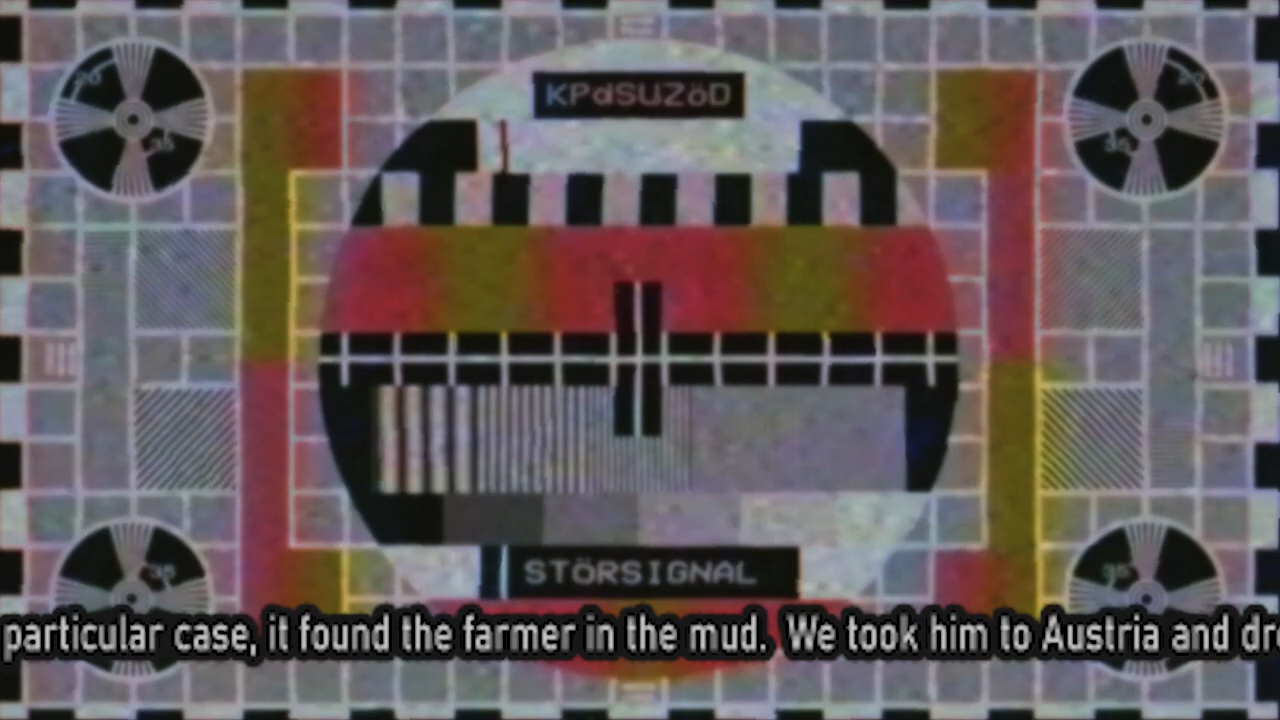 KPdSUZöD
STÖRSIGNAL
particular case, it found the farmer in the mud. We took him to Austria and dr